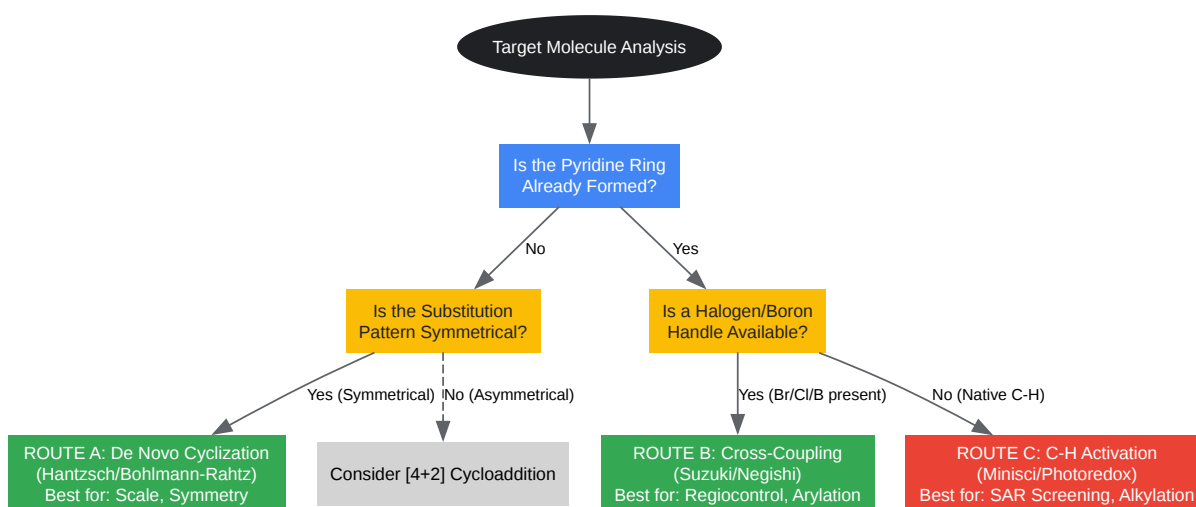 Target Molecule Analysis
Is the Pyridine Ring
Already Formed?
No
Yes
Is the Substitution
Pattern Symmetrical?
Is a Halogen/Boron
Handle Available?
Yes (Symmetrical)
No (Asymmetrical)
Yes (Br/Cl/B present)
No (Native C-H)
ROUTE A: De Novo Cyclization
(Hantzsch/Bohlmann-Rahtz)
Best for: Scale, Symmetry
Consider [4+2] Cycloaddition
ROUTE B: Cross-Coupling
(Suzuki/Negishi)
Best for: Regiocontrol, Arylation
ROUTE C: C-H Activation
(Minisci/Photoredox)
Best for: SAR Screening, Alkylation